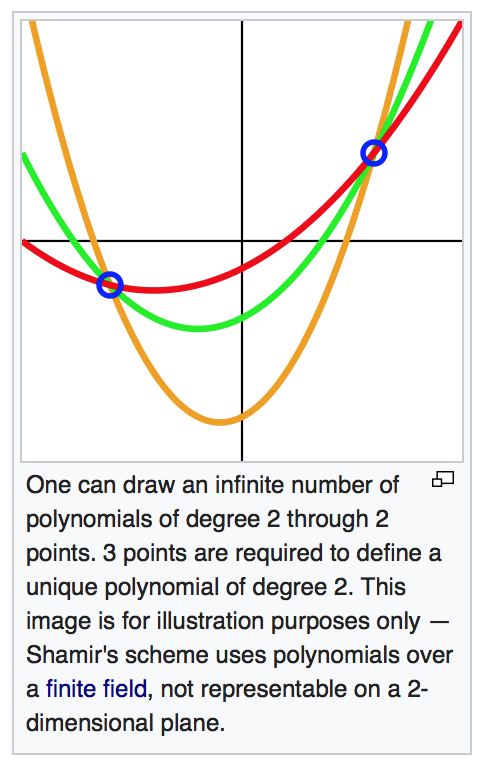 One can draw an infinite number of
polynomials of degree 2 through 2
points. 3 points are required to define a
unique polynomial of degree 2. This
image is for illustration purposes only —
Shamir's scheme uses polynomials over
a finite field, not representable on a 2-
dimensional plane.